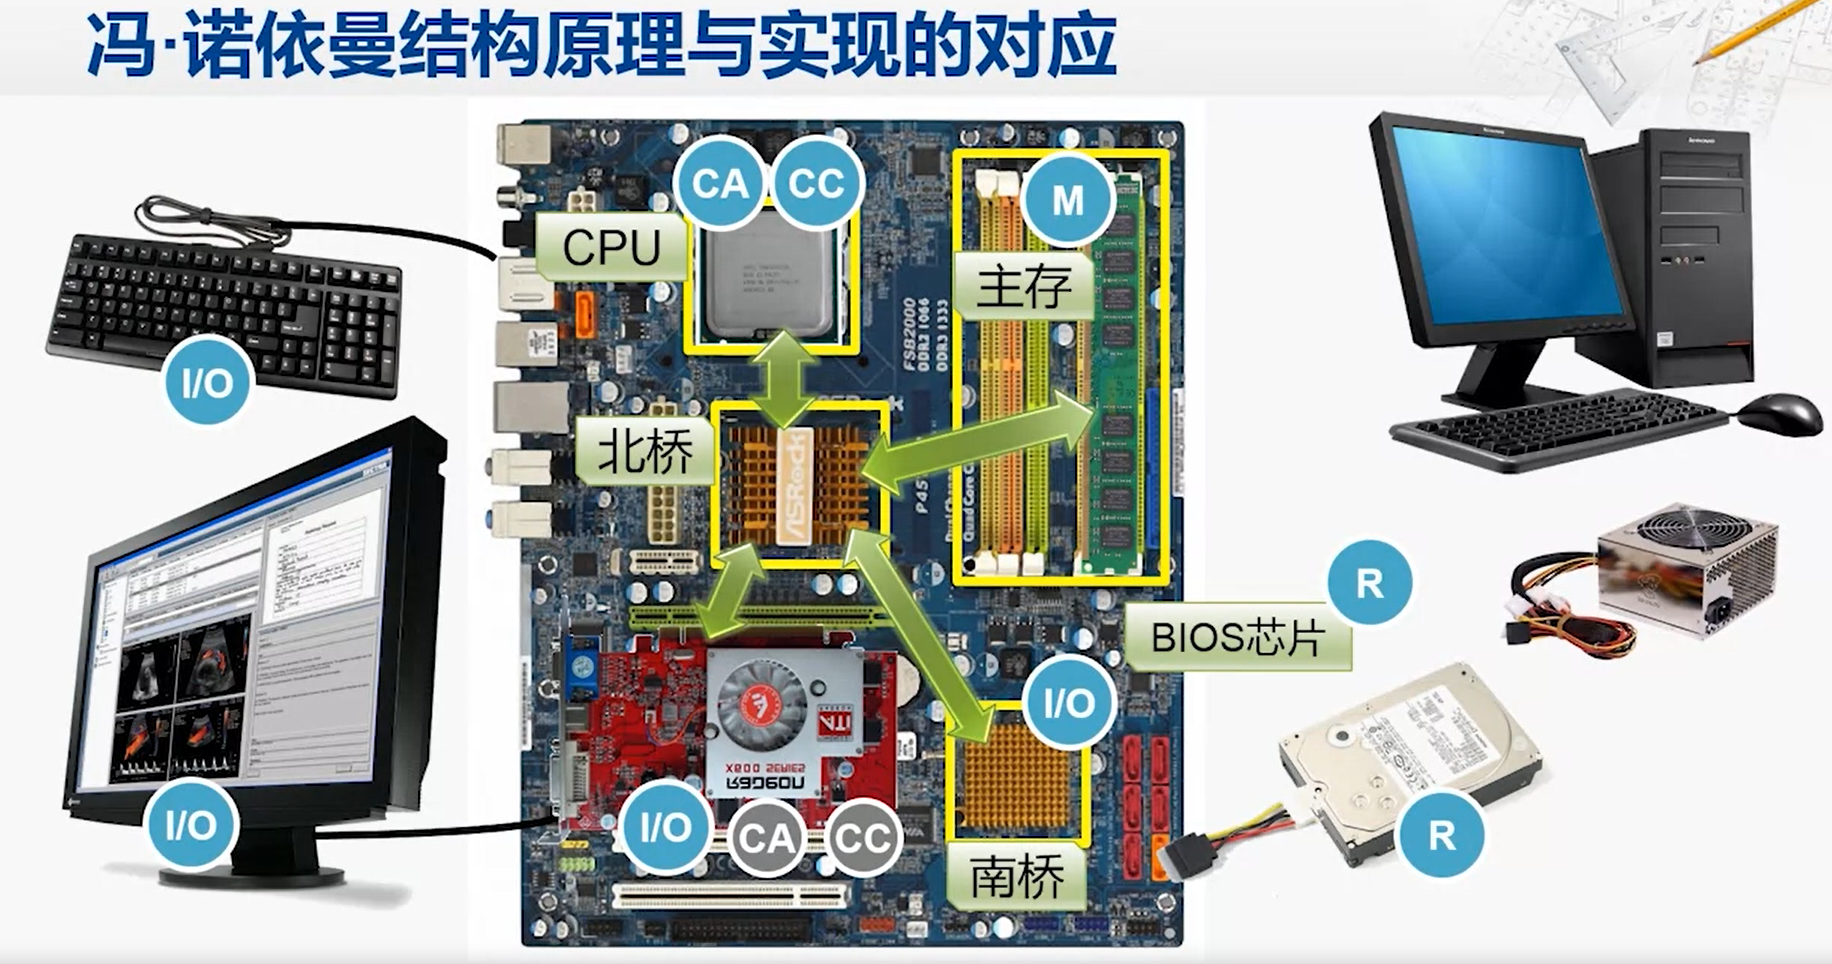 冯·诺依曼结构原理与实现的对应
CA
CC
M
CPU
主存
FSB2000
DDR2 1066
DDR3 1333
I/O
北桥
ASRock
P45
Quad Core
R
BIOS芯片
I/O
RADEON
X800 SERIES
I/O
I/O
CA
CC
南桥
R